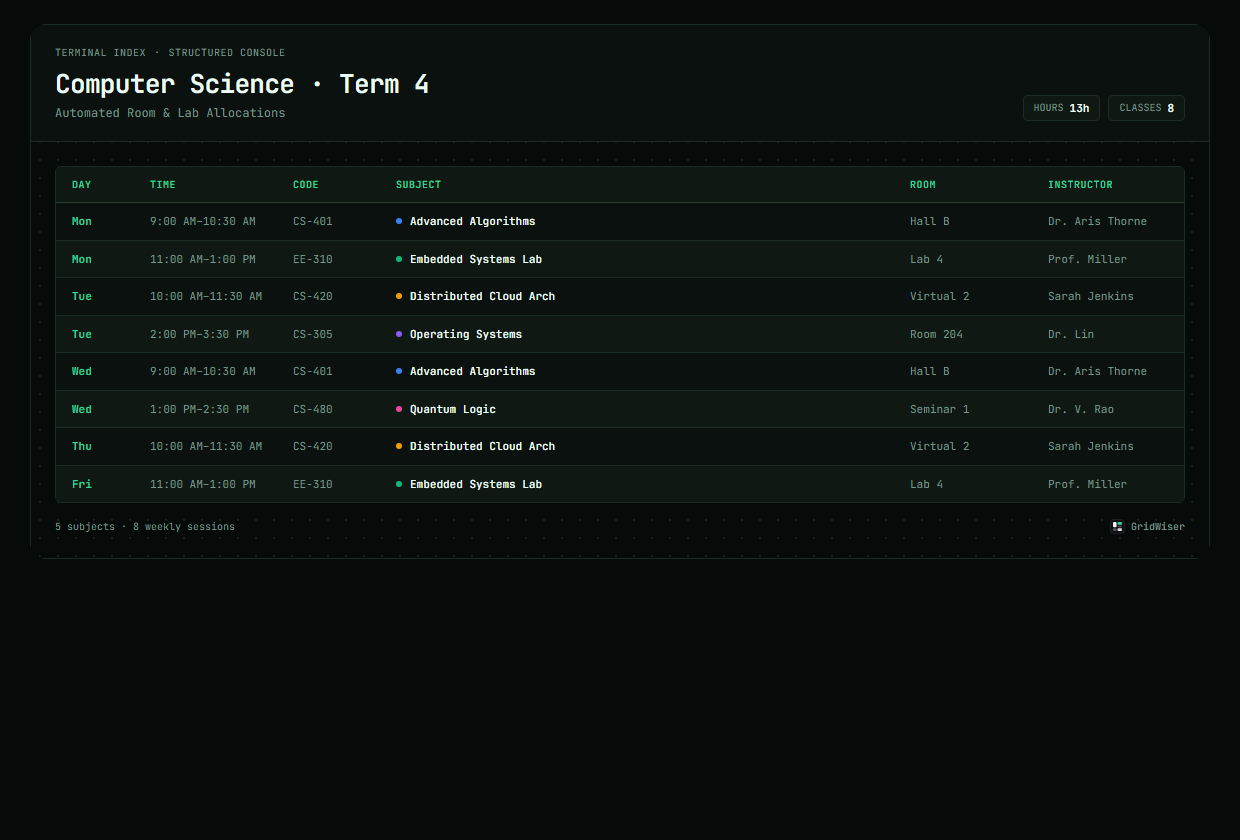 TERMINAL INDEX · STRUCTURED CONSOLE
Computer Science · Term 4
Automated Room & Lab Allocations
HOURS 13h CLASSES 8
DAY TIME CODE SUBJECT ROOM INSTRUCTOR
Mon 9:00 AM–10:30 AM CS-401 Advanced Algorithms Hall B Dr. Aris Thorne
Mon 11:00 AM–1:00 PM EE-310 Embedded Systems Lab Lab 4 Prof. Miller
Tue 10:00 AM–11:30 AM CS-420 Distributed Cloud Arch Virtual 2 Sarah Jenkins
Tue 2:00 PM–3:30 PM CS-305 Operating Systems Room 204 Dr. Lin
Wed 9:00 AM–10:30 AM CS-401 Advanced Algorithms Hall B Dr. Aris Thorne
Wed 1:00 PM–2:30 PM CS-480 Quantum Logic Seminar 1 Dr. V. Rao
Thu 10:00 AM–11:30 AM CS-420 Distributed Cloud Arch Virtual 2 Sarah Jenkins
Fri 11:00 AM–1:00 PM EE-310 Embedded Systems Lab Lab 4 Prof. Miller
5 subjects · 8 weekly sessions GridWiser